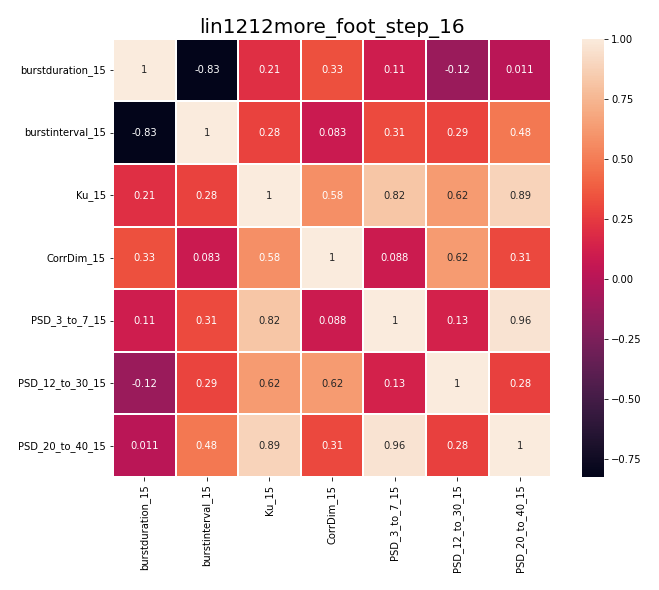 lin1212more_foot_step_16
burstduration_15 1 -0.83 0.21 0.33 0.11 -0.12 0.011
burstinterval_15 -0.83 1 0.28 0.083 0.31 0.29 0.48
Ku_15 0.21 0.28 1 0.58 0.82 0.62 0.89
CorrDim_15 0.33 0.083 0.58 1 0.088 0.62 0.31
PSD_3_to_7_15 0.11 0.31 0.82 0.088 1 0.13 0.96
PSD_12_to_30_15 -0.12 0.29 0.62 0.62 0.13 1 0.28
PSD_20_to_40_15 0.011 0.48 0.89 0.31 0.96 0.28 1
burstduration_15
burstinterval_15
Ku_15
CorrDim_15
PSD_3_to_7_15
PSD_12_to_30_15
PSD_20_to_40_15
1.00
0.75
0.50
0.25
0.00
−0.25
−0.50
−0.75